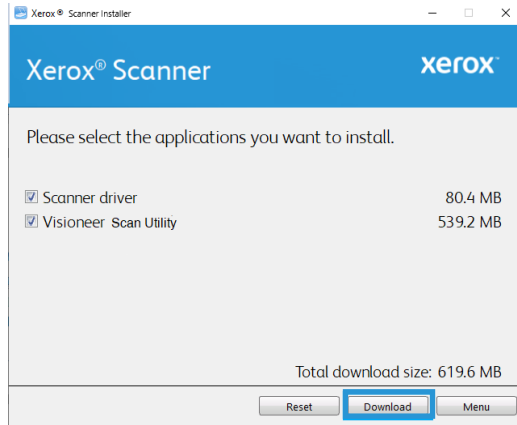 Xerox® Scanner Installer
Xerox® Scanner xerox™
Please select the applications you want to install.
Scanner driver 80.4 MB
Visioneer Scan Utility 539.2 MB
Total download size: 619.6 MB
Reset Download Menu